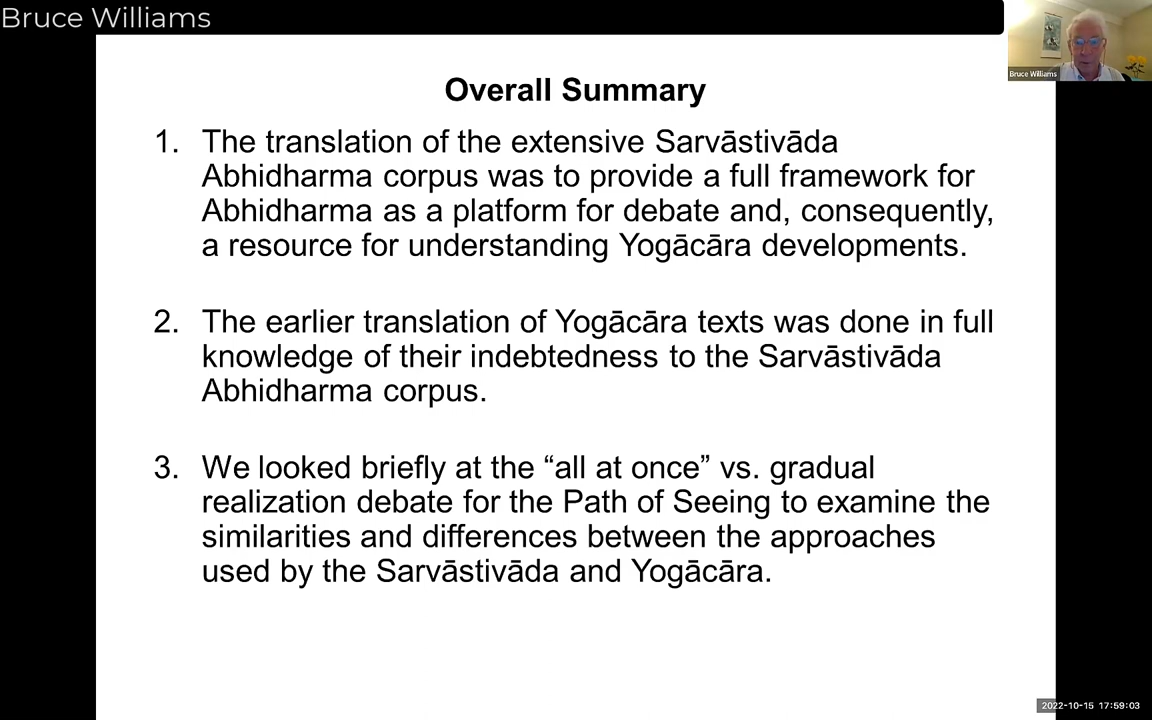 Bruce Williams
Bruce Williams
Overall Summary
1. The translation of the extensive Sarvāstivāda
Abhidharma corpus was to provide a full framework for
Abhidharma as a platform for debate and, consequently,
a resource for understanding Yogācāra developments.
2. The earlier translation of Yogācāra texts was done in full
knowledge of their indebtedness to the Sarvāstivāda
Abhidharma corpus.
3. We looked briefly at the “all at once” vs. gradual
realization debate for the Path of Seeing to examine the
similarities and differences between the approaches
used by the Sarvāstivāda and Yogācāra.
2022-10-15 17:59:03